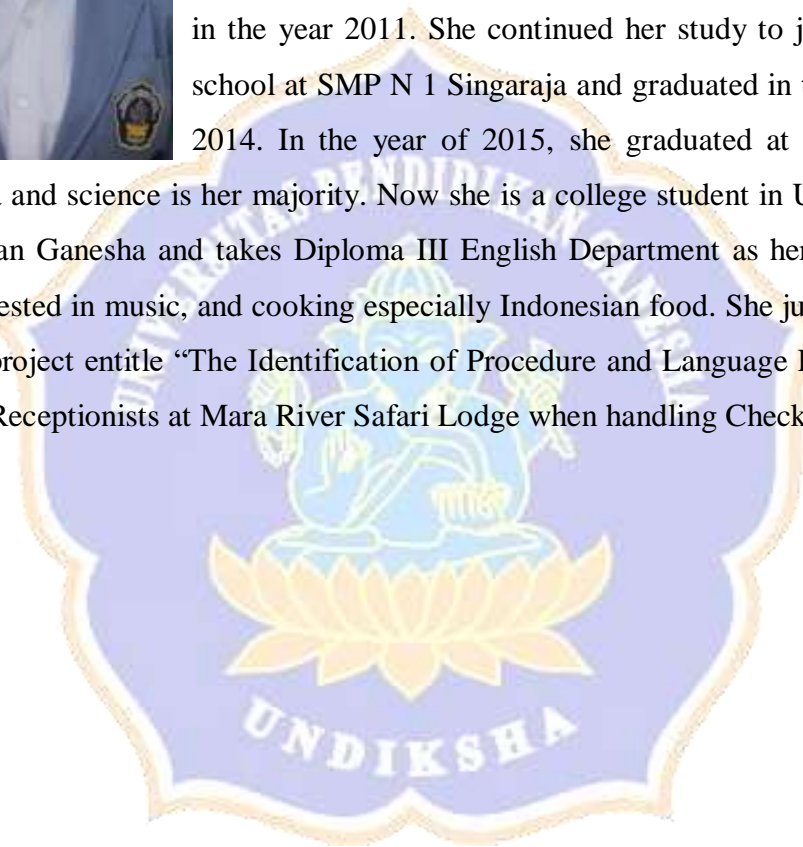 in the year 2011. She continued her study to j
school at SMP N 1 Singaraja and graduated in
2014. In the year of 2015, she graduated at
and science is her majority. Now she is a college student in U
an Ganesha and takes Diploma III English Department as her
ested in music, and cooking especially Indonesian food. She ju
project entitle “The Identification of Procedure and Language
Receptionists at Mara River Safari Lodge when handling Check
UNIVERSITAS PENDIDIKAN GANESHA
UNDIKSHA